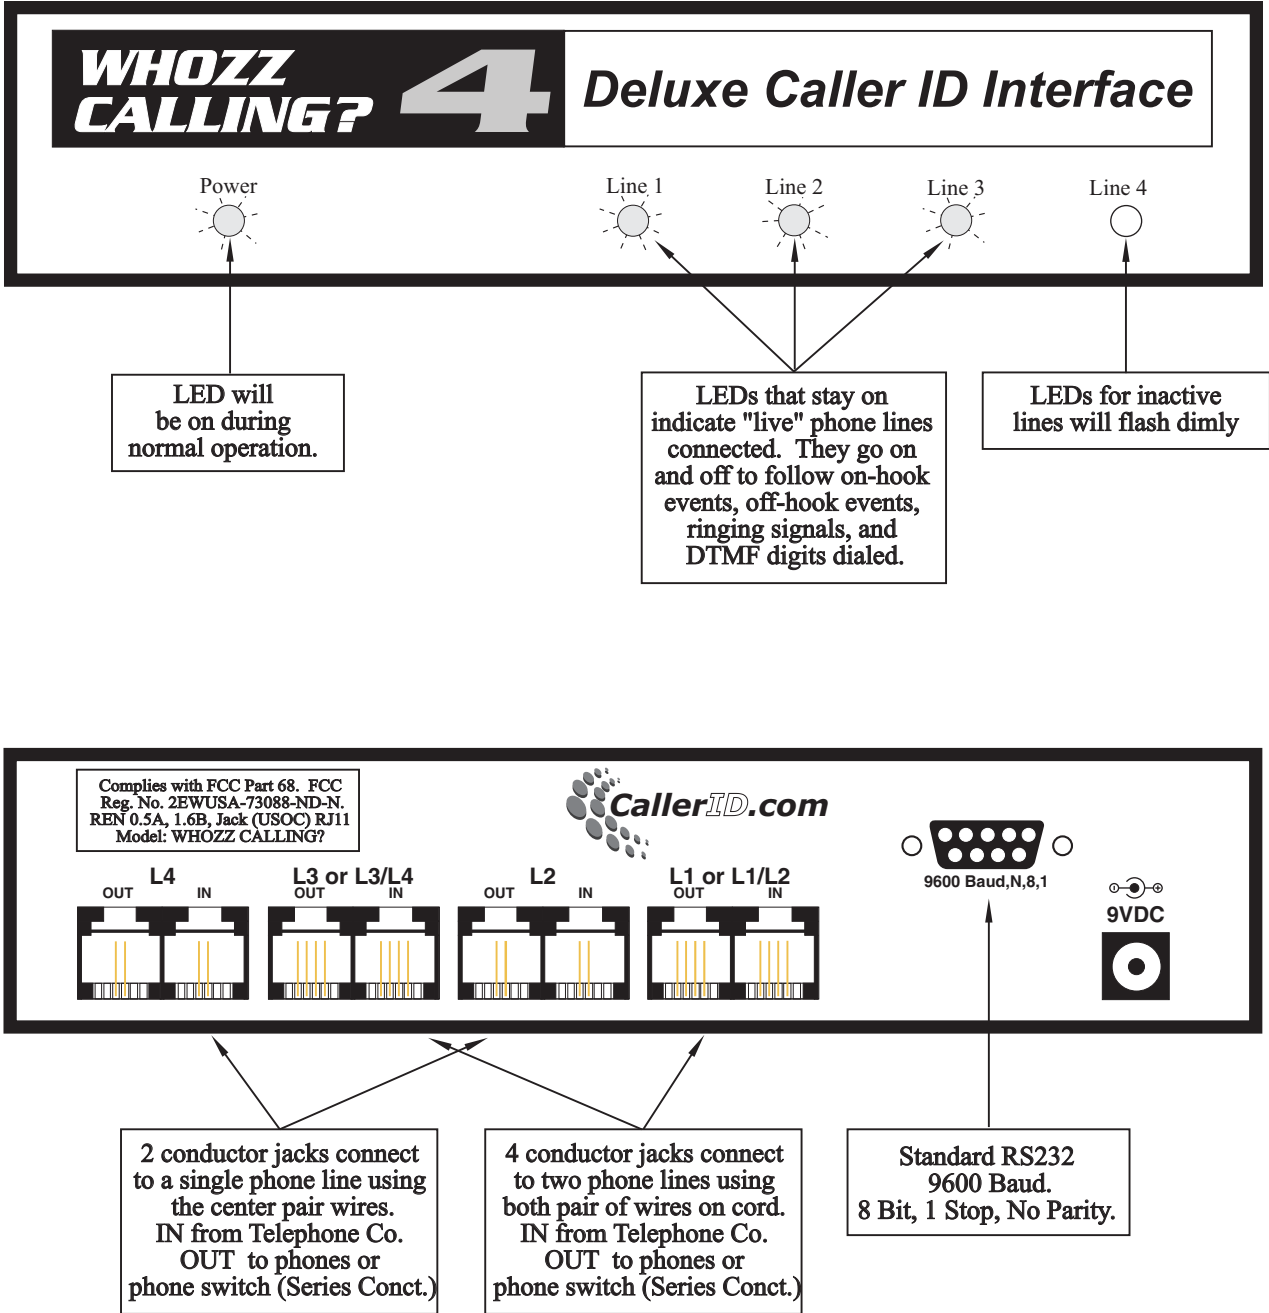 WHOZZ
CALLING?
4
Deluxe Caller ID Interface
Power
Line 1
Line 2
Line 3
Line 4
LED will
be on during
normal operation.
LEDs that stay on
indicate "live" phone lines
connected. They go on
and off to follow on-hook
events, off-hook events,
ringing signals, and
DTMF digits dialed.
LEDs for inactive
lines will flash dimly
Complies with FCC Part 68. FCC
Reg. No. 2EWUSA-73088-ND-N.
REN 0.5A, 1.6B, Jack (USOC) RJ11
Model: WHOZZ CALLING?
CallerID.com
L4
OUT IN
L3 or L3/L4
OUT IN
L2
OUT IN
L1 or L1/L2
OUT IN
9600 Baud,N,8,1
9VDC
2 conductor jacks connect
to a single phone line using
the center pair wires.
IN from Telephone Co.
OUT to phones or
phone switch (Series Conct.)
4 conductor jacks connect
to two phone lines using
both pair of wires on cord.
IN from Telephone Co.
OUT to phones or
phone switch (Series Conct.)
Standard RS232
9600 Baud.
8 Bit, 1 Stop, No Parity.